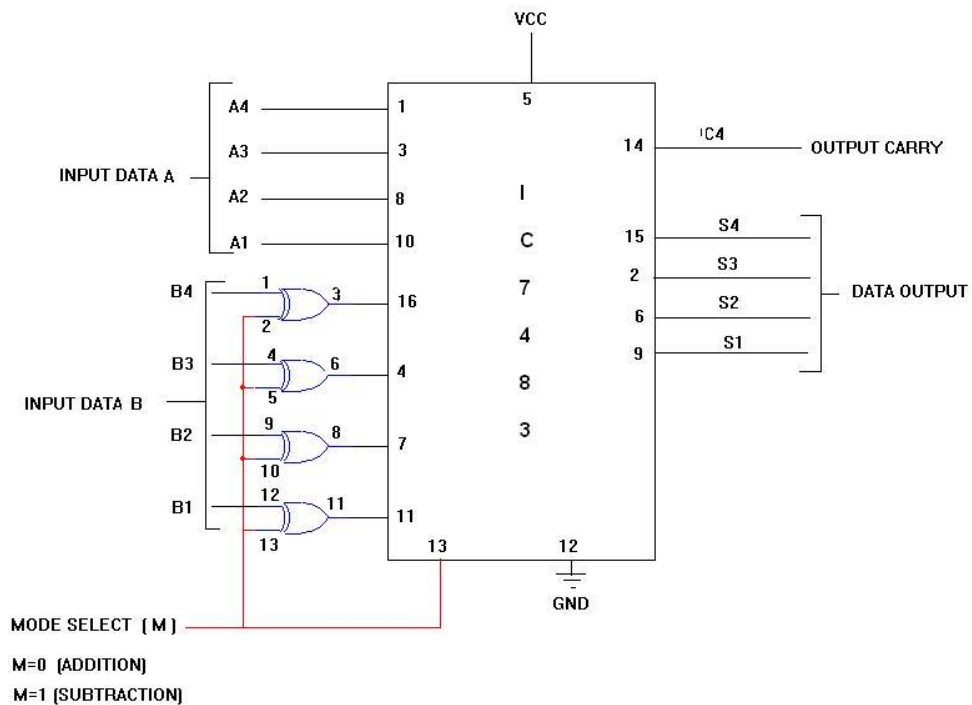 VCC
5
A4
1
A3
3
A2
8
A1
10
INPUT DATA A
14
C4
OUTPUT CARRY
I
C
7
4
8
3
15
S4
2
S3
6
S2
9
S1
DATA OUTPUT
B4
1
2
3
16
B3
4
5
6
4
INPUT DATA B
B2
9
10
8
7
B1
12
13
11
11
13
12
GND
MODE SELECT ( M )
M=0 (ADDITION)
M=1 (SUBTRACTION)